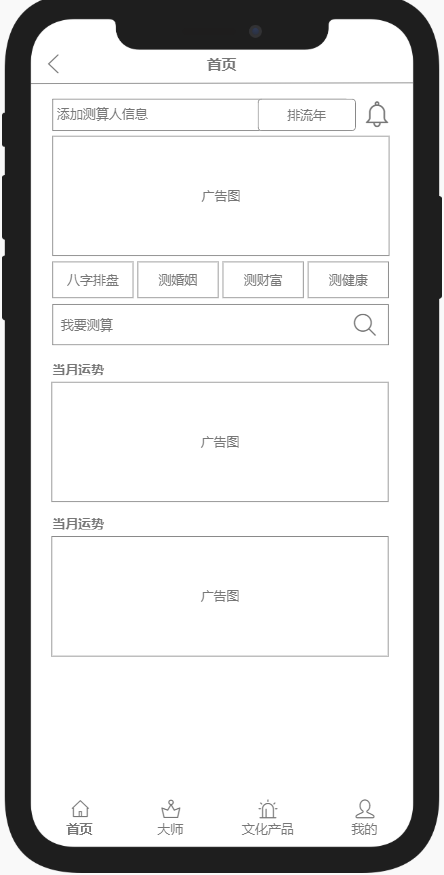 首页
添加测算人信息 排流年
广告图
八字排盘 测婚姻 测财富 测健康
我要测算
当月运势
广告图
当月运势
广告图
首页 大师 文化产品 我的